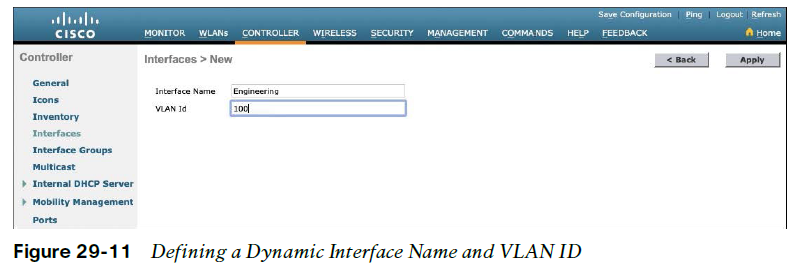 Save Configuration | Ping | Logout | Refresh
CISCO
MONITOR WLANs CONTROLLER WIRELESS SECURITY MANAGEMENT COMMANDS HELP FEEDBACK Home
Controller Interfaces > New < Back Apply
General
Icons
Interface Name Engineering
VLAN Id 100
Inventory
Interfaces
Interface Groups
Multicast
Internal DHCP Server
Mobility Management
Ports
Figure 29-11 Defining a Dynamic Interface Name and VLAN ID